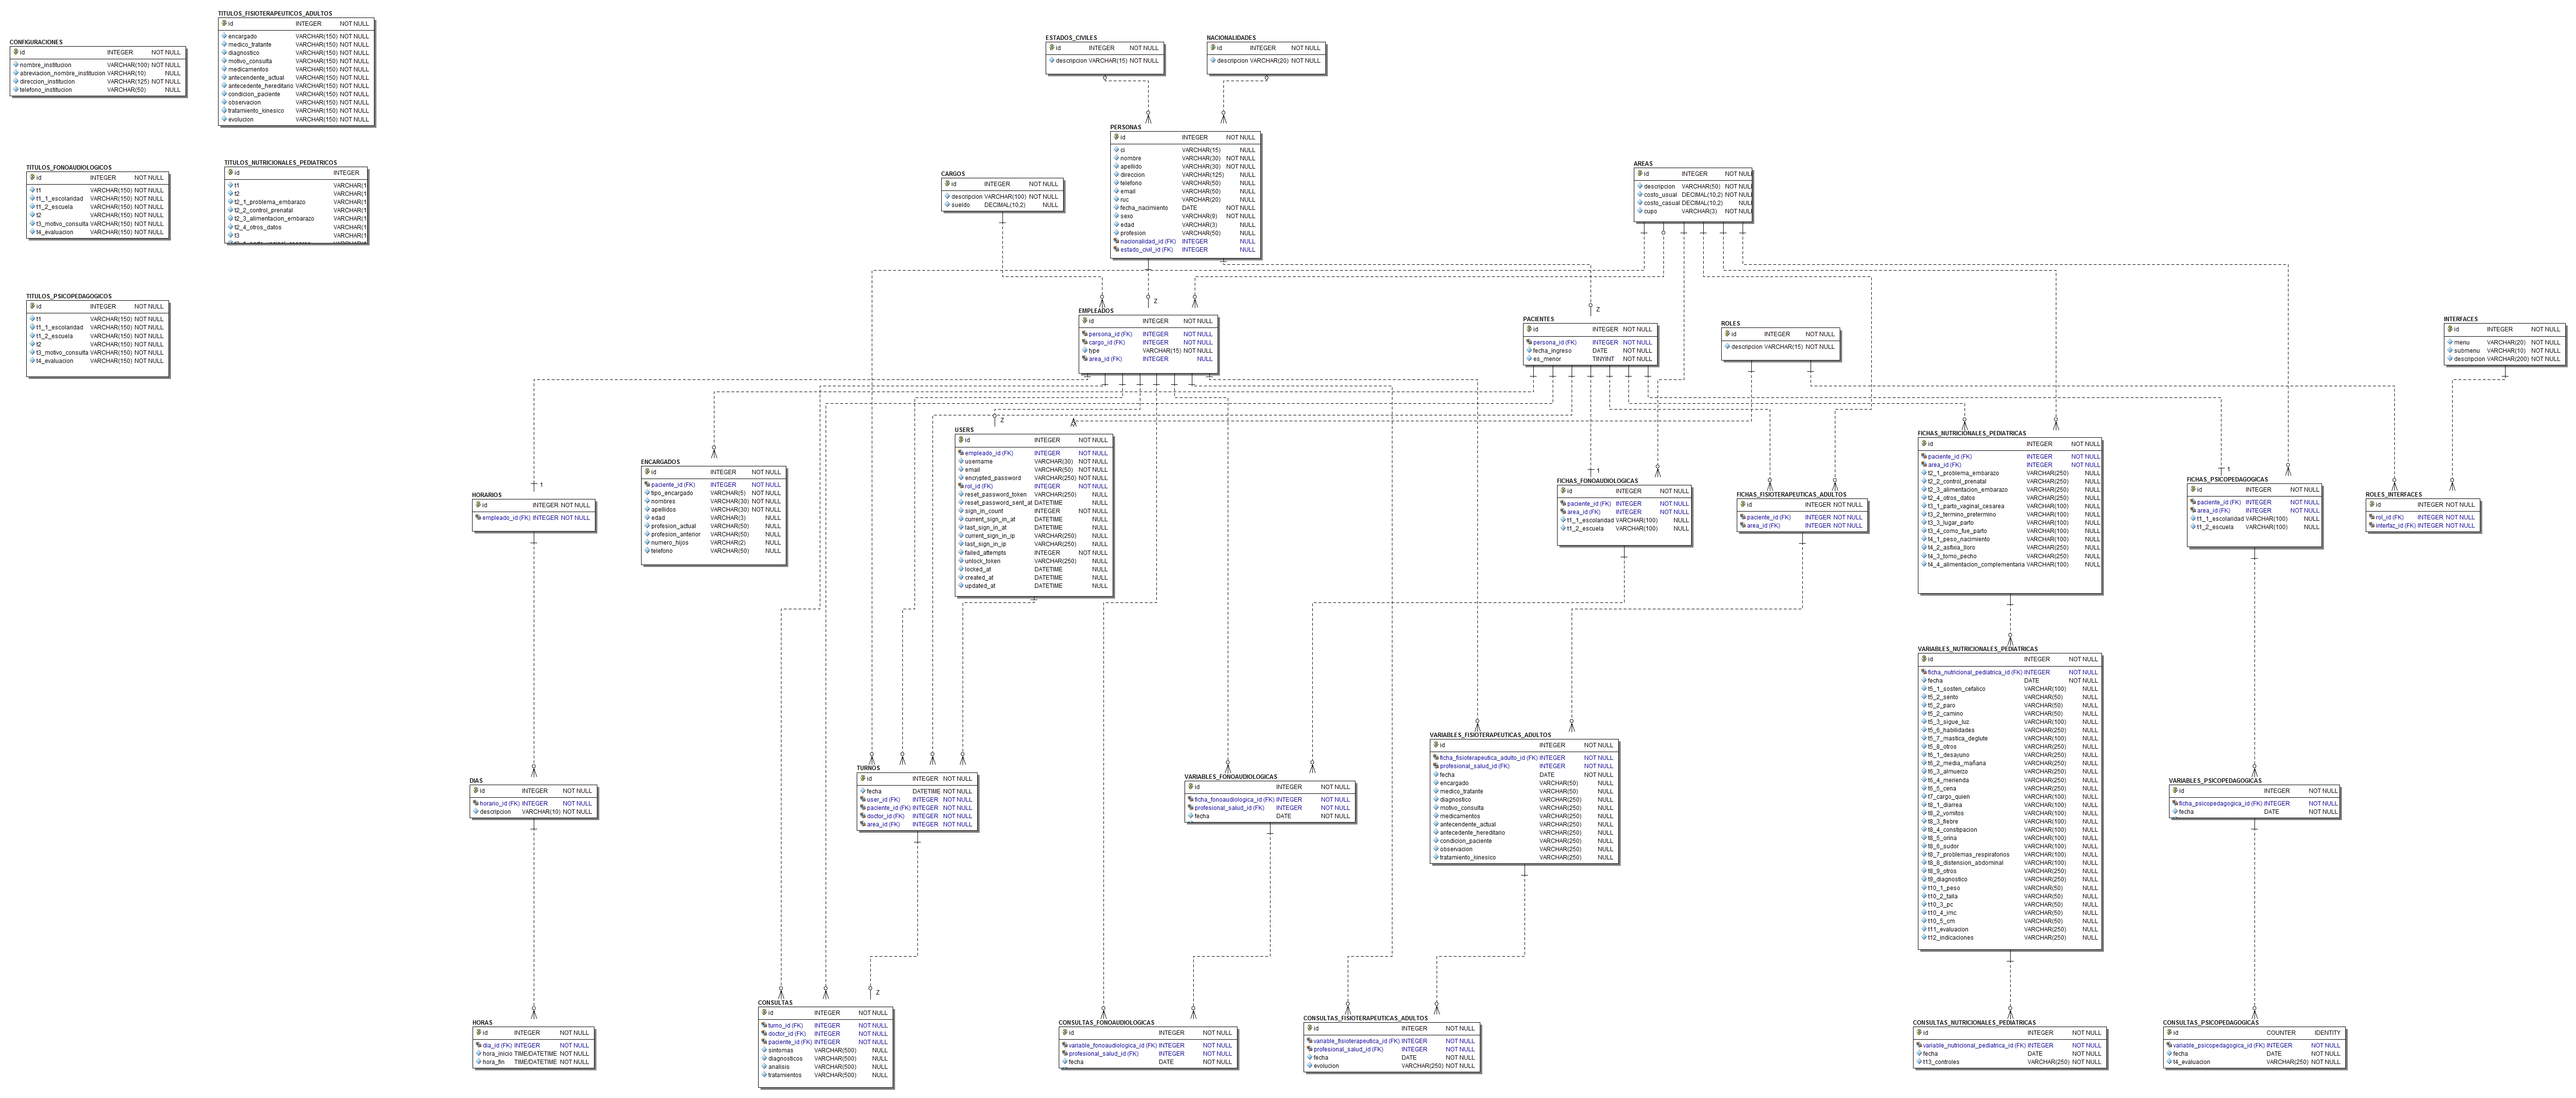 TITULOS_FISIOTERAPEUTICOS_ADULTOS
id INTEGER NOT NULL
encargado VARCHAR(150) NOT NULL
medico_tratante VARCHAR(150) NOT NULL
diagnostico VARCHAR(150) NOT NULL
motivo_consulta VARCHAR(150) NOT NULL
medicamentos VARCHAR(150) NOT NULL
antecendente_actual VARCHAR(150) NOT NULL
antecedente_hereditario VARCHAR(150) NOT NULL
condicion_paciente VARCHAR(150) NOT NULL
observacion VARCHAR(150) NOT NULL
tratamiento_kinesico VARCHAR(150) NOT NULL
evolucion VARCHAR(150) NOT NULL
CONFIGURACIONES
id INTEGER NOT NULL
nombre_institucion VARCHAR(100) NOT NULL
abreviacion_nombre_institucion VARCHAR(10) NULL
direccion_institucion VARCHAR(125) NOT NULL
telefono_institucion VARCHAR(50) NULL
ESTADOS_CIVILES
id INTEGER NOT NULL
descripcion VARCHAR(15) NOT NULL
NACIONALIDADES
id INTEGER NOT NULL
descripcion VARCHAR(20) NOT NULL
PERSONAS
id INTEGER NOT NULL
ci VARCHAR(15) NULL
nombre VARCHAR(30) NOT NULL
apellido VARCHAR(30) NOT NULL
direccion VARCHAR(125) NULL
telefono VARCHAR(50) NULL
email VARCHAR(50) NULL
ruc VARCHAR(20) NULL
fecha_nacimiento DATE NOT NULL
sexo VARCHAR(9) NOT NULL
edad VARCHAR(3) NULL
profesion VARCHAR(50) NULL
nacionalidad_id (FK) INTEGER NULL
estado_civil_id (FK) INTEGER NULL
TITULOS_FONOAUDIOLOGICOS
id INTEGER NOT NULL
t1 VARCHAR(150) NOT NULL
t1_1_escolaridad VARCHAR(150) NOT NULL
t1_2_escuela VARCHAR(150) NOT NULL
t2 VARCHAR(150) NOT NULL
t3_motivo_consulta VARCHAR(150) NOT NULL
t4_evaluacion VARCHAR(150) NOT NULL
TITULOS_NUTRICIONALES_PEDIATRICOS
id INTEGER
t1 VARCHAR(1
t2 VARCHAR(1
t2_1_problema_embarazo VARCHAR(1
t2_2_control_prenatal VARCHAR(1
t2_3_alimentacion_embarazo VARCHAR(1
t2_4_otros_datos VARCHAR(1
t3 VARCHAR(1
CARGOS
id INTEGER NOT NULL
descripcion VARCHAR(100) NOT NULL
sueldo DECIMAL(10,2) NULL
AREAS
id INTEGER NOT NULL
descripcion VARCHAR(50) NOT NULL
costo_usual DECIMAL(10,2) NOT NULL
costo_casual DECIMAL(10,2) NULL
cupo VARCHAR(3) NOT NULL
TITULOS_PSICOPEDAGOGICOS
id INTEGER NOT NULL
t1 VARCHAR(150) NOT NULL
t1_1_escolaridad VARCHAR(150) NOT NULL
t1_2_escuela VARCHAR(150) NOT NULL
t2 VARCHAR(150) NOT NULL
t3_motivo_consulta VARCHAR(150) NOT NULL
t4_evaluacion VARCHAR(150) NOT NULL
Z
Z
EMPLEADOS
id INTEGER NOT NULL
persona_id (FK) INTEGER NOT NULL
cargo_id (FK) INTEGER NOT NULL
type VARCHAR(15) NOT NULL
area_id (FK) INTEGER NULL
PACIENTES
id INTEGER NOT NULL
persona_id (FK) INTEGER NOT NULL
fecha_ingreso DATE NOT NULL
es_menor TINYINT NOT NULL
ROLES
id INTEGER NOT NULL
descripcion VARCHAR(15) NOT NULL
INTERFACES
id INTEGER NOT NULL
menu VARCHAR(20) NOT NULL
submenu VARCHAR(10) NOT NULL
descripcion VARCHAR(200) NOT NULL
Z
USERS
id INTEGER NOT NULL
empleado_id (FK) INTEGER NOT NULL
username VARCHAR(30) NOT NULL
email VARCHAR(50) NOT NULL
encrypted_password VARCHAR(250) NOT NULL
rol_id (FK) INTEGER NOT NULL
reset_password_token VARCHAR(250) NULL
reset_password_sent_at DATETIME NULL
sign_in_count INTEGER NOT NULL
current_sign_in_at DATETIME NULL
last_sign_in_at DATETIME NULL
current_sign_in_ip VARCHAR(250) NULL
last_sign_in_ip VARCHAR(250) NULL
failed_attempts INTEGER NOT NULL
unlock_token VARCHAR(250) NULL
locked_at DATETIME NULL
created_at DATETIME NULL
updated_at DATETIME NULL
ENCARGADOS
id INTEGER NOT NULL
paciente_id (FK) INTEGER NOT NULL
tipo_encargado VARCHAR(5) NOT NULL
nombres VARCHAR(30) NOT NULL
apellidos VARCHAR(30) NOT NULL
edad VARCHAR(3) NULL
profesion_actual VARCHAR(50) NULL
profesion_anterior VARCHAR(50) NULL
numero_hijos VARCHAR(2) NULL
telefono VARCHAR(50) NULL
1
HORARIOS
id INTEGER NOT NULL
empleado_id (FK) INTEGER NOT NULL
1
FICHAS_FONOAUDIOLOGICAS
id INTEGER NOT NULL
paciente_id (FK) INTEGER NOT NULL
area_id (FK) INTEGER NOT NULL
t1_1_escolaridad VARCHAR(100) NULL
t1_2_escuela VARCHAR(100) NULL
FICHAS_FISIOTERAPEUTICAS_ADULTOS
id INTEGER NOT NULL
paciente_id (FK) INTEGER NOT NULL
area_id (FK) INTEGER NOT NULL
FICHAS_NUTRICIONALES_PEDIATRICAS
id INTEGER NOT NULL
paciente_id (FK) INTEGER NOT NULL
area_id (FK) INTEGER NOT NULL
t2_1_problema_embarazo VARCHAR(250) NULL
t2_2_control_prenatal VARCHAR(250) NULL
t2_3_alimentacion_embarazo VARCHAR(250) NULL
t2_4_otros_datos VARCHAR(250) NULL
t3_1_parto_vaginal_cesarea VARCHAR(100) NULL
t3_2_termino_pretermino VARCHAR(100) NULL
t3_3_lugar_parto VARCHAR(100) NULL
t3_4_como_fue_parto VARCHAR(250) NULL
t4_1_peso_nacimiento VARCHAR(100) NULL
t4_2_asfixia_lloro VARCHAR(250) NULL
t4_3_tomo_pecho VARCHAR(250) NULL
t4_4_alimentacion_complementaria VARCHAR(100) NULL
1
FICHAS_PSICOPEDAGOGICAS
id INTEGER NOT NULL
paciente_id (FK) INTEGER NOT NULL
area_id (FK) INTEGER NOT NULL
t1_1_escolaridad VARCHAR(100) NULL
t1_2_escuela VARCHAR(100) NULL
ROLES_INTERFACES
id INTEGER NOT NULL
rol_id (FK) INTEGER NOT NULL
interfaz_id (FK) INTEGER NOT NULL
VARIABLES_NUTRICIONALES_PEDIATRICAS
id INTEGER NOT NULL
ficha_nutricional_pediatrica_id (FK) INTEGER NOT NULL
fecha DATE NOT NULL
t5_1_sosten_cefalico VARCHAR(100) NULL
t5_2_sento VARCHAR(50) NULL
t5_2_paro VARCHAR(50) NULL
t5_2_camino VARCHAR(50) NULL
t5_3_sigue_luz VARCHAR(100) NULL
t5_6_habilidades VARCHAR(250) NULL
t5_7_mastica_deglute VARCHAR(100) NULL
t5_8_otros VARCHAR(250) NULL
t6_1_desayuno VARCHAR(250) NULL
t6_2_media_mañana VARCHAR(250) NULL
t6_3_almuerzo VARCHAR(250) NULL
t6_4_merienda VARCHAR(250) NULL
t6_5_cena VARCHAR(250) NULL
t7_cargo_quien VARCHAR(100) NULL
t8_1_diarrea VARCHAR(100) NULL
t8_2_vomitos VARCHAR(100) NULL
t8_3_fiebre VARCHAR(100) NULL
t8_4_constipacion VARCHAR(100) NULL
t8_5_orina VARCHAR(100) NULL
t8_6_sudor VARCHAR(100) NULL
t8_7_problemas_respiratorios VARCHAR(100) NULL
t8_8_distension_abdominal VARCHAR(100) NULL
t8_9_otros VARCHAR(250) NULL
t9_diagnostico VARCHAR(250) NULL
t10_1_peso VARCHAR(50) NULL
t10_2_talla VARCHAR(50) NULL
t10_3_pc VARCHAR(50) NULL
t10_4_imc VARCHAR(50) NULL
t10_5_cm VARCHAR(50) NULL
t11_evaluacion VARCHAR(250) NULL
t12_indicaciones VARCHAR(250) NULL
VARIABLES_FISIOTERAPEUTICAS_ADULTOS
id INTEGER NOT NULL
ficha_fisioterapeutica_adulto_id (FK) INTEGER NOT NULL
profesional_salud_id (FK) INTEGER NOT NULL
fecha DATE NOT NULL
encargado VARCHAR(50) NULL
medico_tratante VARCHAR(50) NULL
diagnostico VARCHAR(250) NULL
motivo_consulta VARCHAR(250) NULL
medicamentos VARCHAR(250) NULL
antecendente_actual VARCHAR(250) NULL
antecedente_hereditario VARCHAR(250) NULL
condicion_paciente VARCHAR(250) NULL
observacion VARCHAR(250) NULL
tratamiento_kinesico VARCHAR(250) NULL
DIAS
id INTEGER NOT NULL
horario_id (FK) INTEGER NOT NULL
descripcion VARCHAR(10) NOT NULL
TURNOS
id INTEGER NOT NULL
fecha DATETIME NOT NULL
user_id (FK) INTEGER NOT NULL
paciente_id (FK) INTEGER NOT NULL
doctor_id (FK) INTEGER NOT NULL
area_id (FK) INTEGER NOT NULL
VARIABLES_FONOAUDIOLOGICAS
id INTEGER NOT NULL
ficha_fonoaudiologica_id (FK) INTEGER NOT NULL
profesional_salud_id (FK) INTEGER NOT NULL
fecha DATE NOT NULL
VARIABLES_PSICOPEDAGOGICAS
id INTEGER NOT NULL
ficha_psicopedagogica_id (FK) INTEGER NOT NULL
fecha DATE NOT NULL
Z
CONSULTAS
id INTEGER NOT NULL
turno_id (FK) INTEGER NOT NULL
doctor_id (FK) INTEGER NOT NULL
paciente_id (FK) INTEGER NOT NULL
sintomas VARCHAR(500) NULL
diagnosticos VARCHAR(500) NULL
analisis VARCHAR(500) NULL
tratamientos VARCHAR(500) NULL
HORAS
id INTEGER NOT NULL
dia_id (FK) INTEGER NOT NULL
hora_inicio TIME/DATETIME NOT NULL
hora_fin TIME/DATETIME NOT NULL
CONSULTAS_FONOAUDIOLOGICAS
id INTEGER NOT NULL
variable_fonoaudiologica_id (FK) INTEGER NOT NULL
profesional_salud_id (FK) INTEGER NOT NULL
fecha DATE NOT NULL
CONSULTAS_FISIOTERAPEUTICAS_ADULTOS
id INTEGER NOT NULL
variable_fisioterapeutica_id (FK) INTEGER NOT NULL
profesional_salud_id (FK) INTEGER NOT NULL
fecha DATE NOT NULL
evolucion VARCHAR(250) NOT NULL
CONSULTAS_NUTRICIONALES_PEDIATRICAS
id INTEGER NOT NULL
variable_nutricional_pediatrica_id (FK) INTEGER NOT NULL
fecha DATE NOT NULL
t13_controles VARCHAR(250) NOT NULL
CONSULTAS_PSICOPEDAGOGICAS
id COUNTER IDENTITY
variable_psicopedagogica_id (FK) INTEGER NOT NULL
fecha DATE NOT NULL
t4_evaluacion VARCHAR(250) NOT NULL